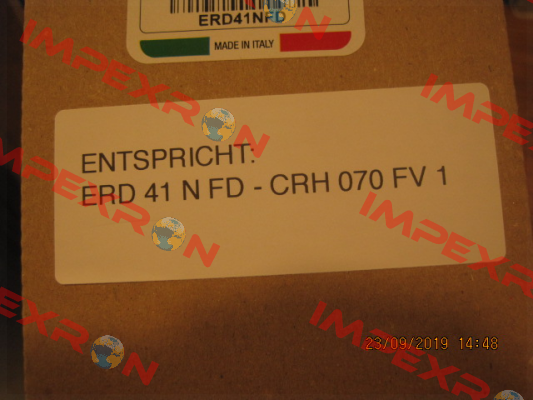 ERD41NFD
MADE IN ITALY
ENTSPRICHT:
ERD 41 N FD - CRH 070 FV 1
IMPEXRON
IMPEXRON
IMPEXRON
IMPEXRON
IMPEXRON
IMPEXRON
23/09/2019 14:48